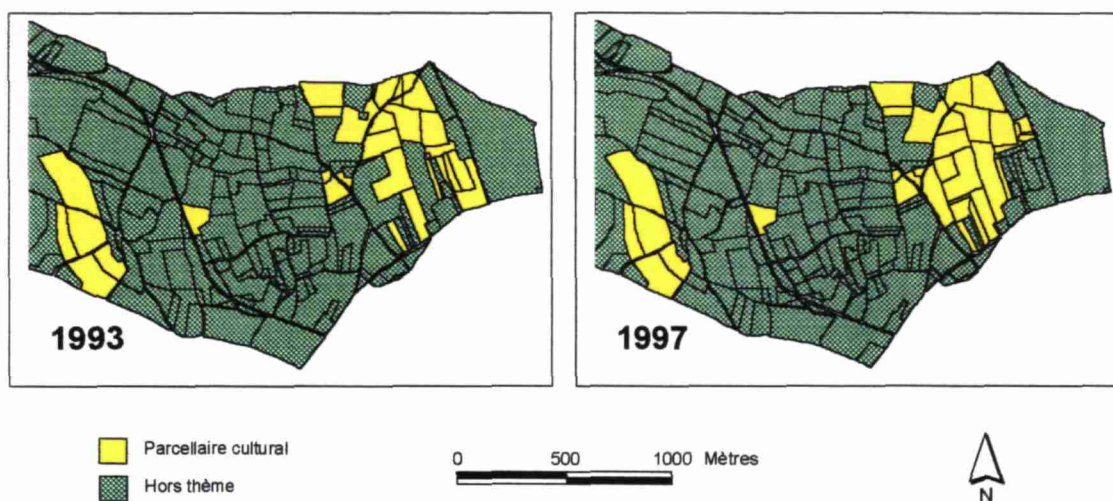 1993
1997
Parcellaire cultural
Hors thème
0 500 1000 Mètres
N